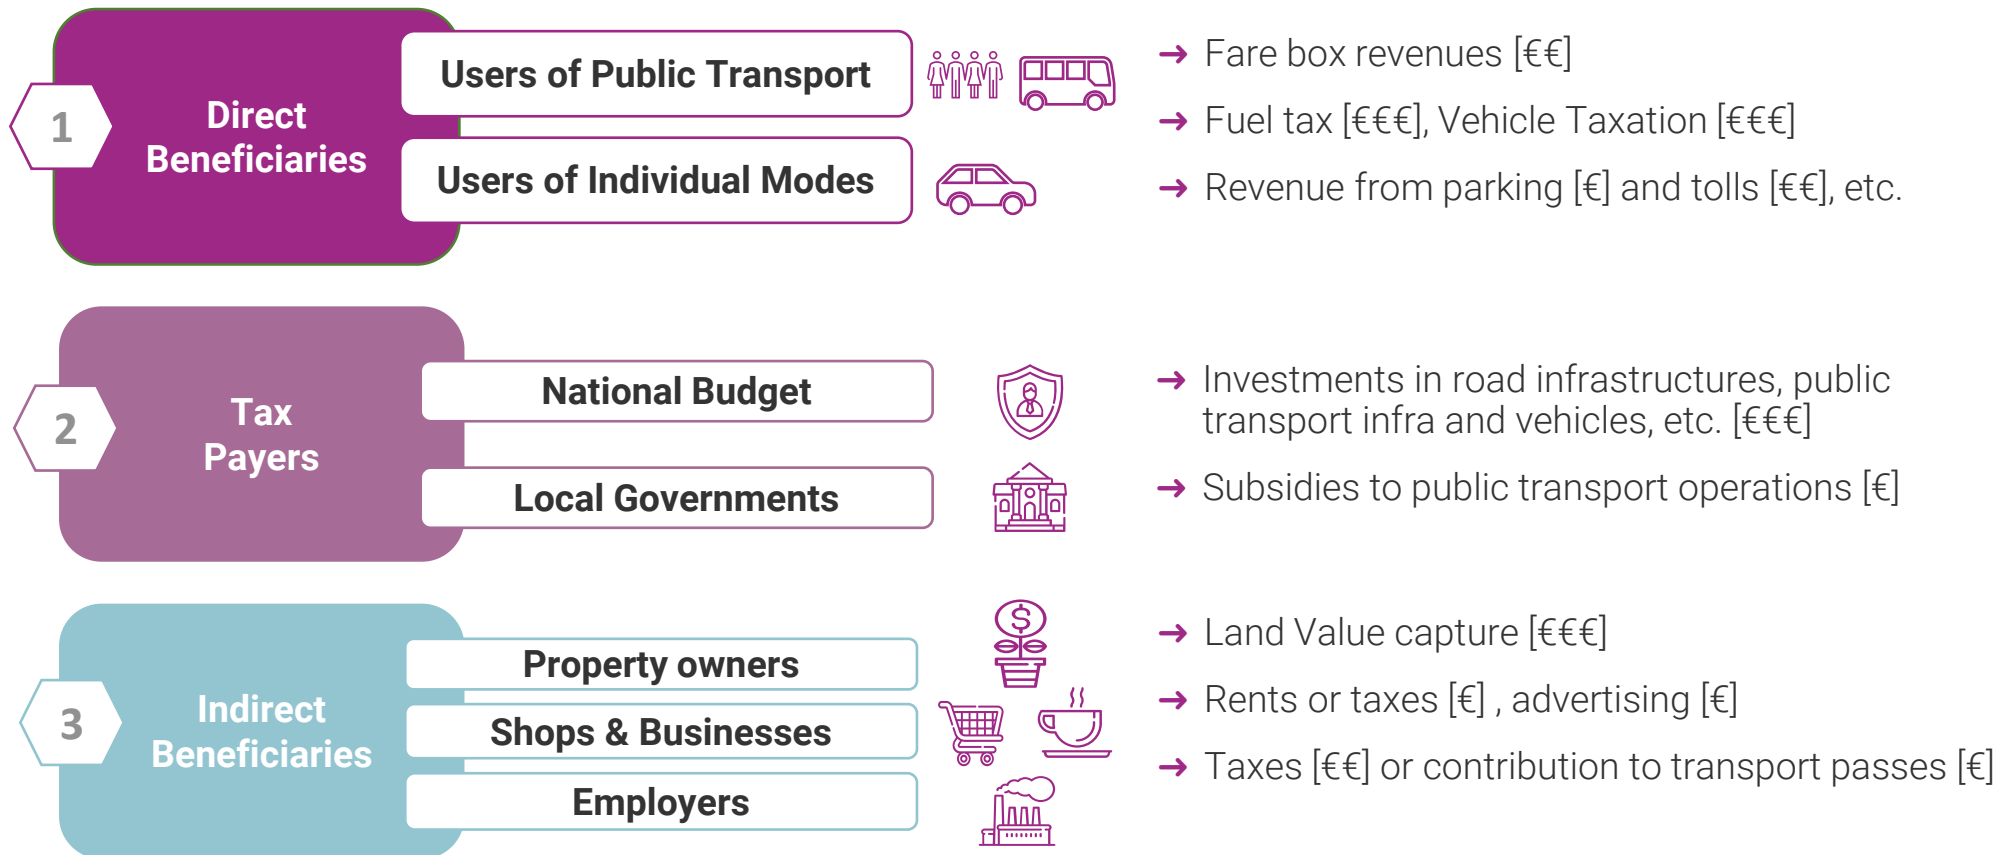 1
Direct
Beneficiaries
Users of Public Transport
Users of Individual Modes
→ Fare box revenues [€€]
→ Fuel tax [€€€], Vehicle Taxation [€€€]
→ Revenue from parking [€] and tolls [€€], etc.
2
Tax
Payers
National Budget
Local Governments
→ Investments in road infrastructures, public
transport infra and vehicles, etc. [€€€]
→ Subsidies to public transport operations [€]
3
Indirect
Beneficiaries
Property owners
Shops & Businesses
Employers
$
→ Land Value capture [€€€]
→ Rents or taxes [€] , advertising [€]
→ Taxes [€€] or contribution to transport passes [€]